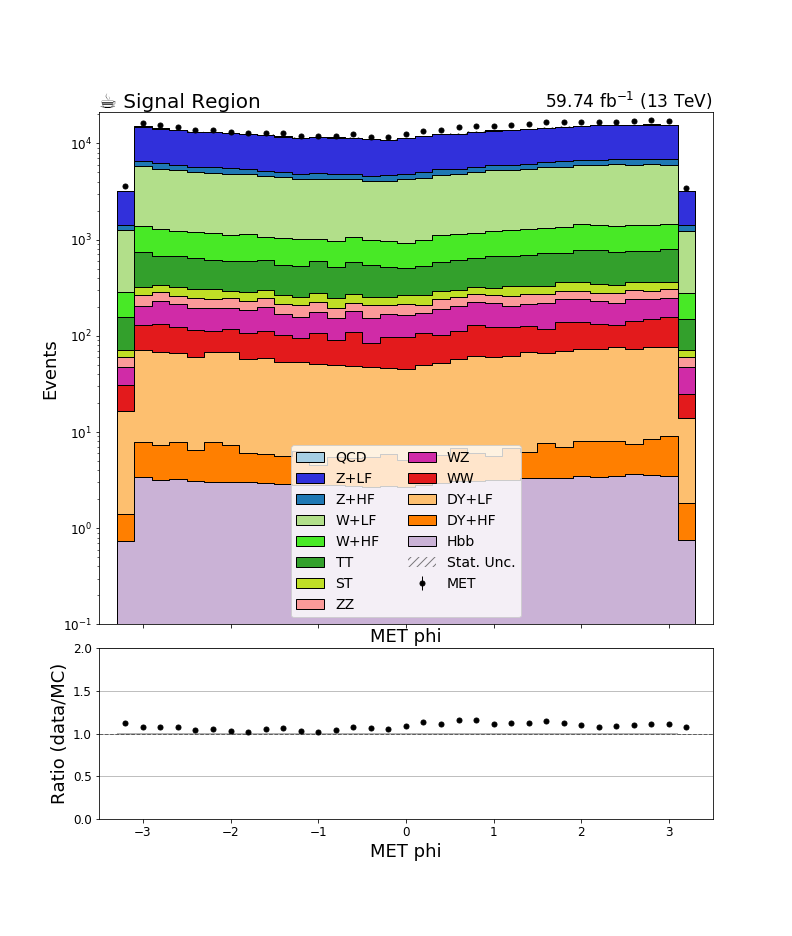 ☕ Signal Region 59.74 fb⁻¹ (13 TeV)
Events
10⁴
10³
10²
10¹
10⁰
10⁻¹
QCD WZ
Z+LF WW
Z+HF DY+LF
W+LF DY+HF
W+HF Hbb
TT Stat. Unc.
ST MET
ZZ
MET phi
Ratio (data/MC)
2.0
1.5
1.0
0.5
0.0
−3 −2 −1 0 1 2 3
MET phi